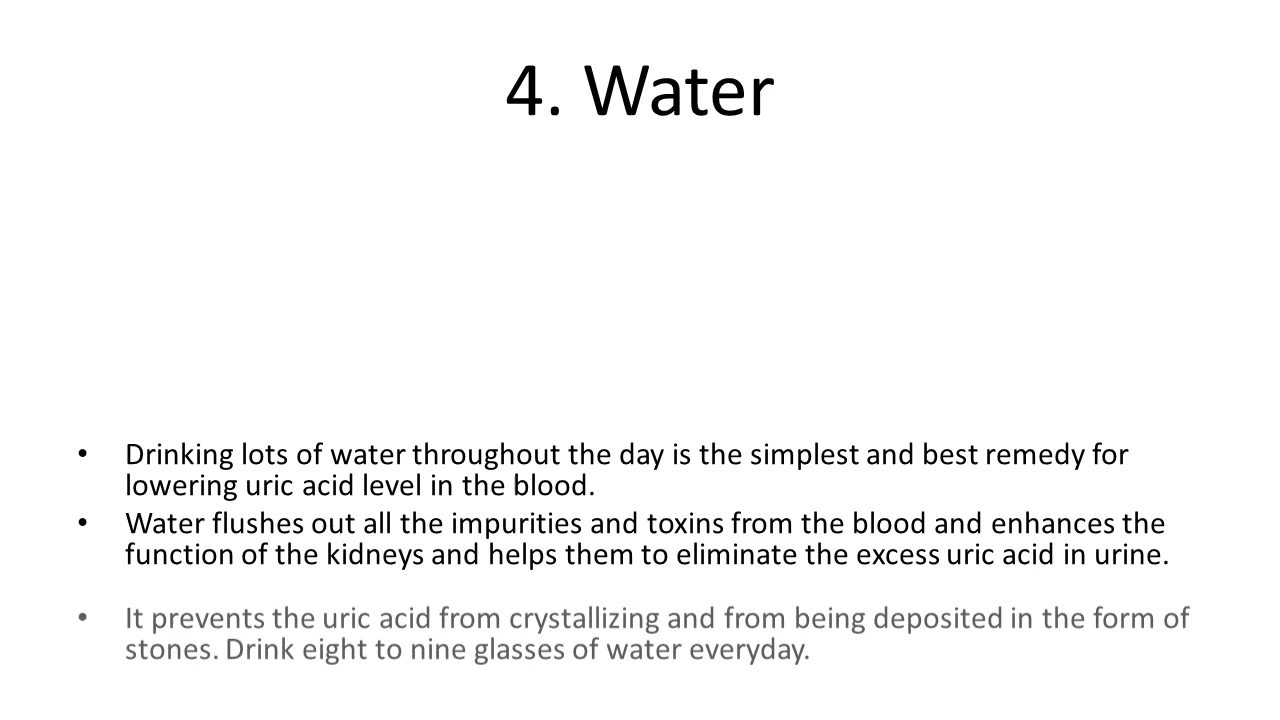 4. Water
• Drinking lots of water throughout the day is the simplest and best remedy for
lowering uric acid level in the blood.
• Water flushes out all the impurities and toxins from the blood and enhances the
function of the kidneys and helps them to eliminate the excess uric acid in urine.
• It prevents the uric acid from crystallizing and from being deposited in the form of
stones. Drink eight to nine glasses of water everyday.